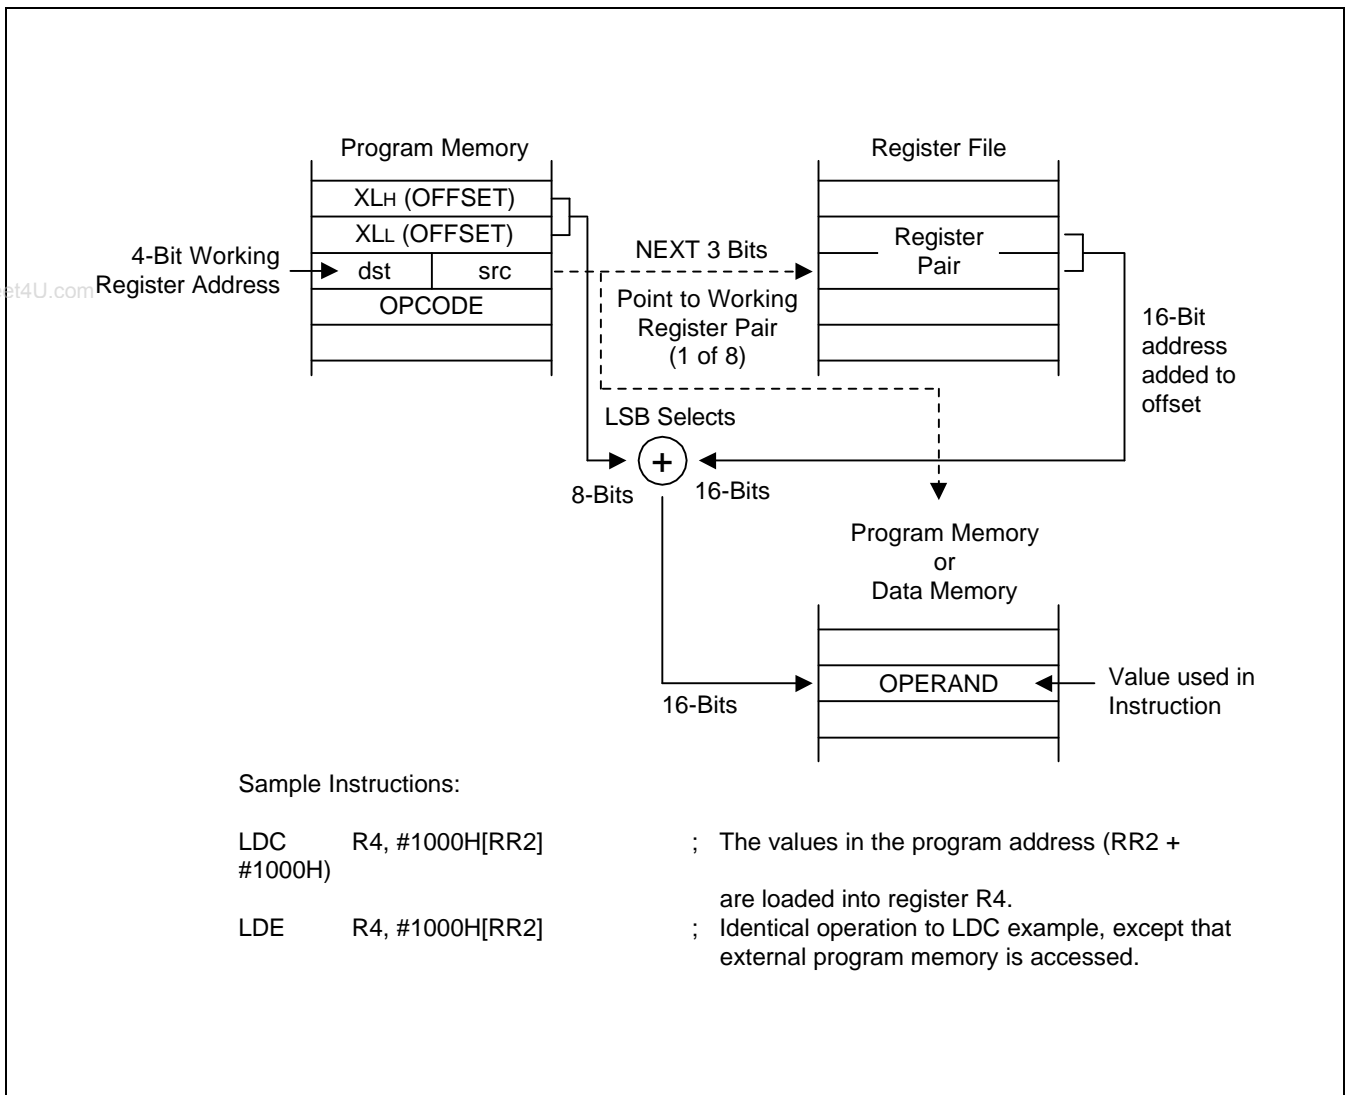 Program Memory
Register File
XLH (OFFSET)
XLL (OFFSET)
4-Bit Working
Register Address
dst
src
OPCODE
NEXT 3 Bits
Point to Working
Register Pair
(1 of 8)
Register
Pair
16-Bit
address
added to
offset
LSB Selects
+
8-Bits
16-Bits
Program Memory
or
Data Memory
OPERAND
Value used in
Instruction
16-Bits
et4U.com
Sample Instructions:
LDC R4, #1000H[RR2] ; The values in the program address (RR2 +
#1000H)
are loaded into register R4.
LDE R4, #1000H[RR2] ; Identical operation to LDC example, except that
external program memory is accessed.